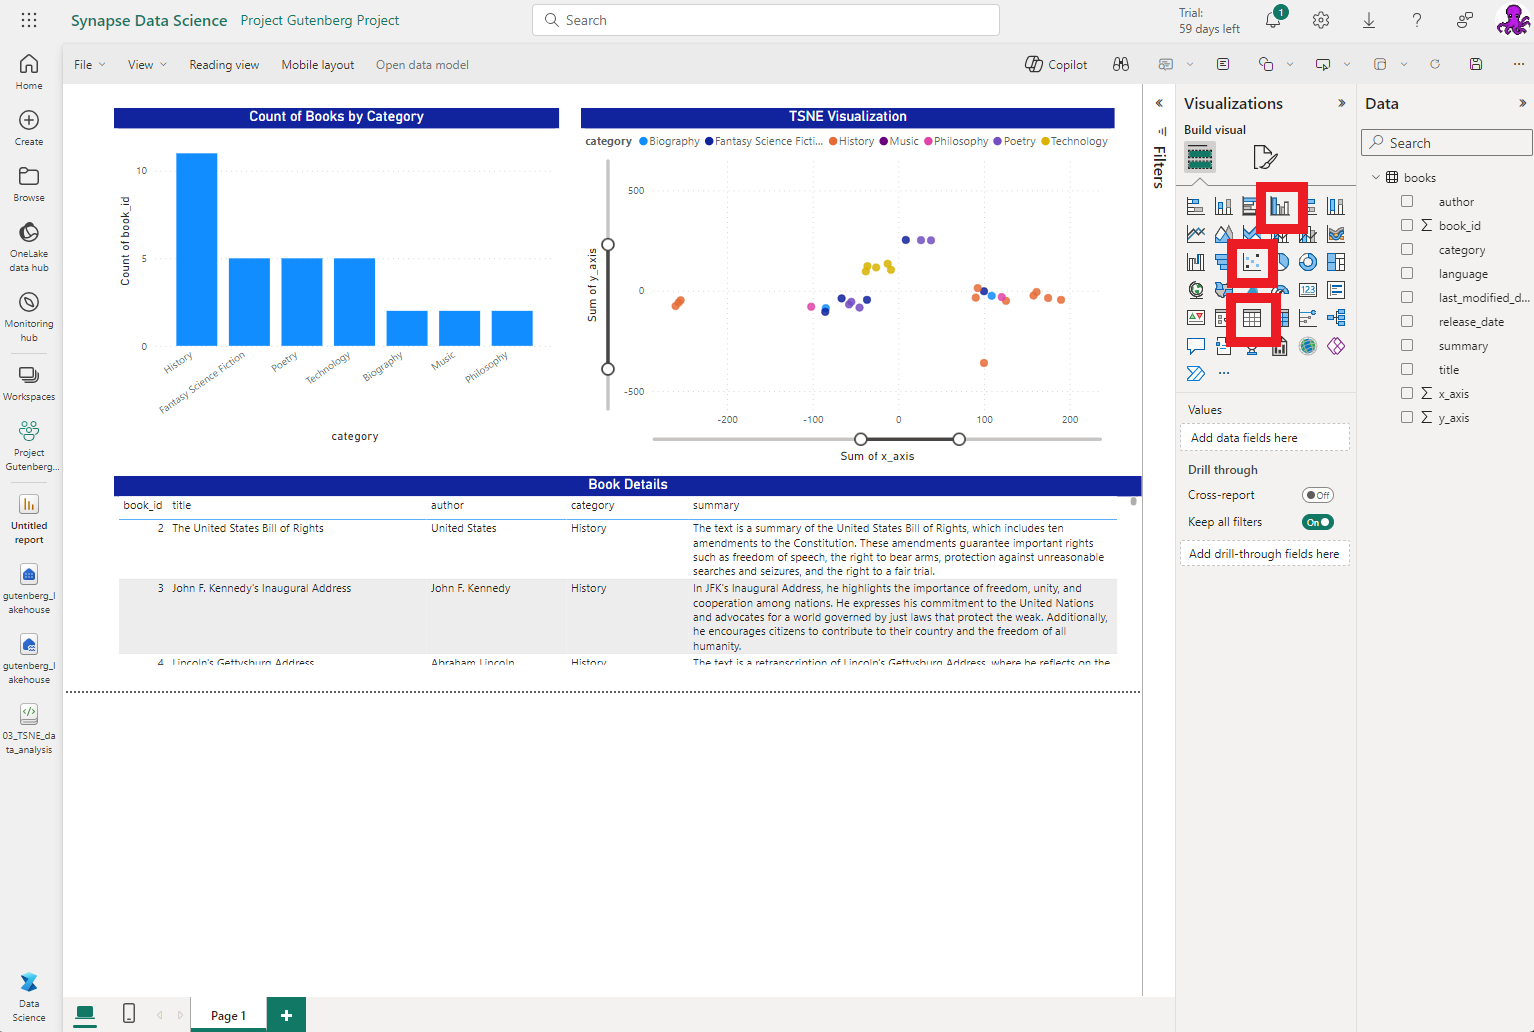 Synapse Data Science Project Gutenberg Project
Search
Trial:
59 days left
1
Home
Create
Browse
OneLake
data hub
Monitoring
hub
Workspaces
Project
Gutenberg...
Untitled
report
gutenberg_l
akehouse
gutenberg_l
akehouse
03_TSNE_da
ta_analysis
Data
Science
File View Reading view Mobile layout Open data model
Copilot
Count of Books by Category
Count of book_id
10
5
0
History
Fantasy Science Fiction
Poetry
Technology
Biography
Music
Philosophy
category
TSNE Visualization
category Biography Fantasy Science Ficti... History Music Philosophy Poetry Technology
Sum of y_axis
500
0
-500
-200 -100 0 100 200
Sum of x_axis
Book Details
book_id title author category summary
2 The United States Bill of Rights United States History The text is a summary of the United States Bill of Rights, which includes ten
amendments to the Constitution. These amendments guarantee important rights
such as freedom of speech, the right to bear arms, protection against unreasonable
searches and seizures, and the right to a fair trial.
3 John F. Kennedy's Inaugural Address John F. Kennedy History In JFK's Inaugural Address, he highlights the importance of freedom, unity, and
cooperation among nations. He expresses his commitment to the United Nations
and advocates for a world governed by just laws that protect the weak. Additionally,
he encourages citizens to contribute to their country and the freedom of all
humanity.
4 Lincoln's Gettysburg Address Abraham Lincoln History The text is a retranscription of Lincoln's Gettysburg Address, where he reflects on the
Page 1
Filters
Visualizations
Build visual
123
Values
Add data fields here
Drill through
Cross-report Off
Keep all filters On
Add drill-through fields here
Data
Search
books
author
book_id
category
language
last_modified_d...
release_date
summary
title
x_axis
y_axis